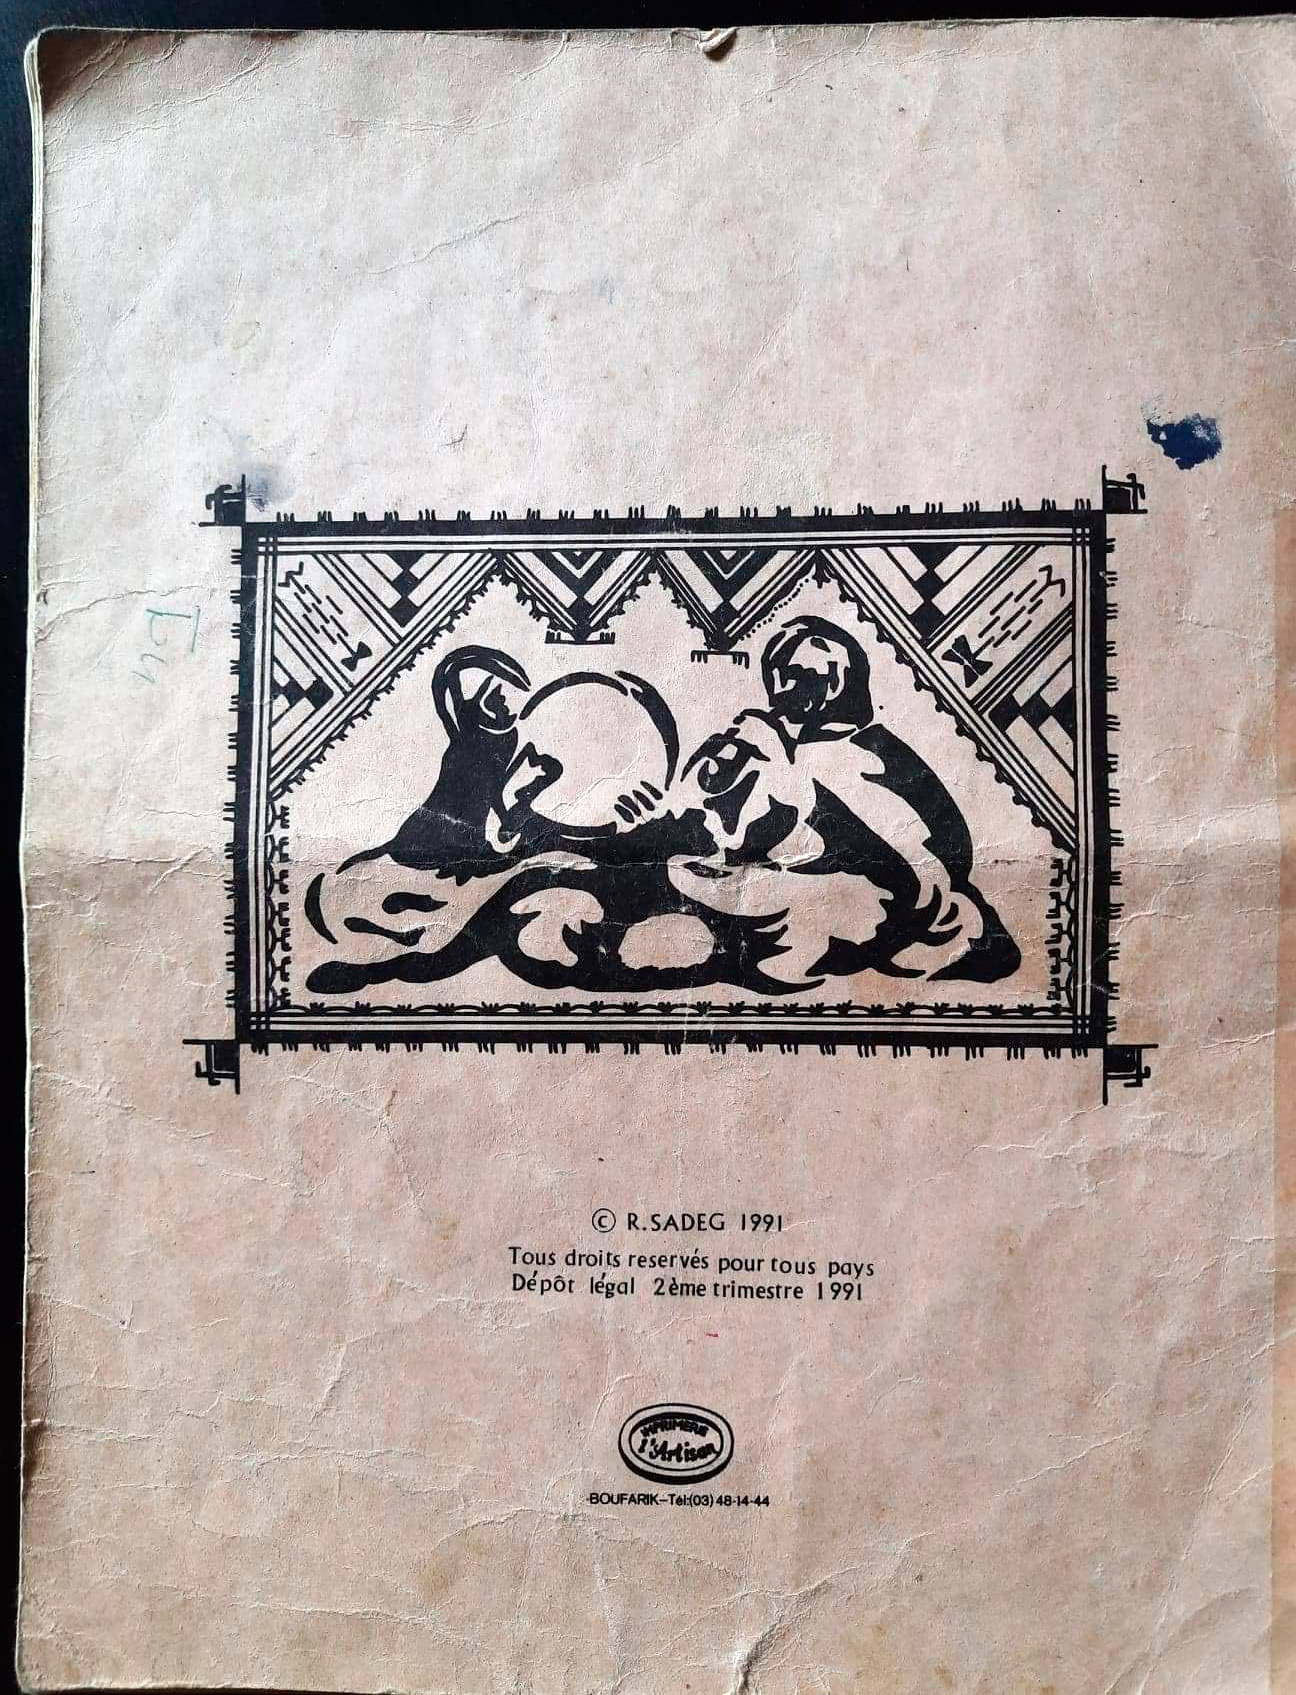 © R.SADEG 1991
Tous droits reservés pour tous pays
Dépôt légal 2ème trimestre 1991
IMPRIMERIE
l'Artisan
-BOUFARIK-Tél:(03) 48-14-44